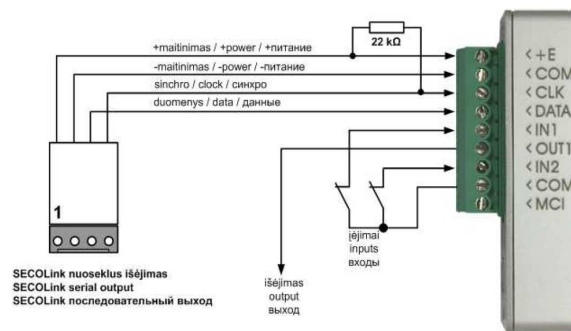 +maitinimas / +power / +питание
22 kΩ
-maitinimas / -power / -питание
sinchro / clock / синхро
duomenys / data / данные
<+E
<COM
<CLK
<DATA
<IN1
<OUT1
<IN2
<COM
<MCI
1
įėjimai
inputs
входы
išėjimas
output
выход
SECOLink nuoseklus išėjimas
SECOLink serial output
SECOLink последовательный выход